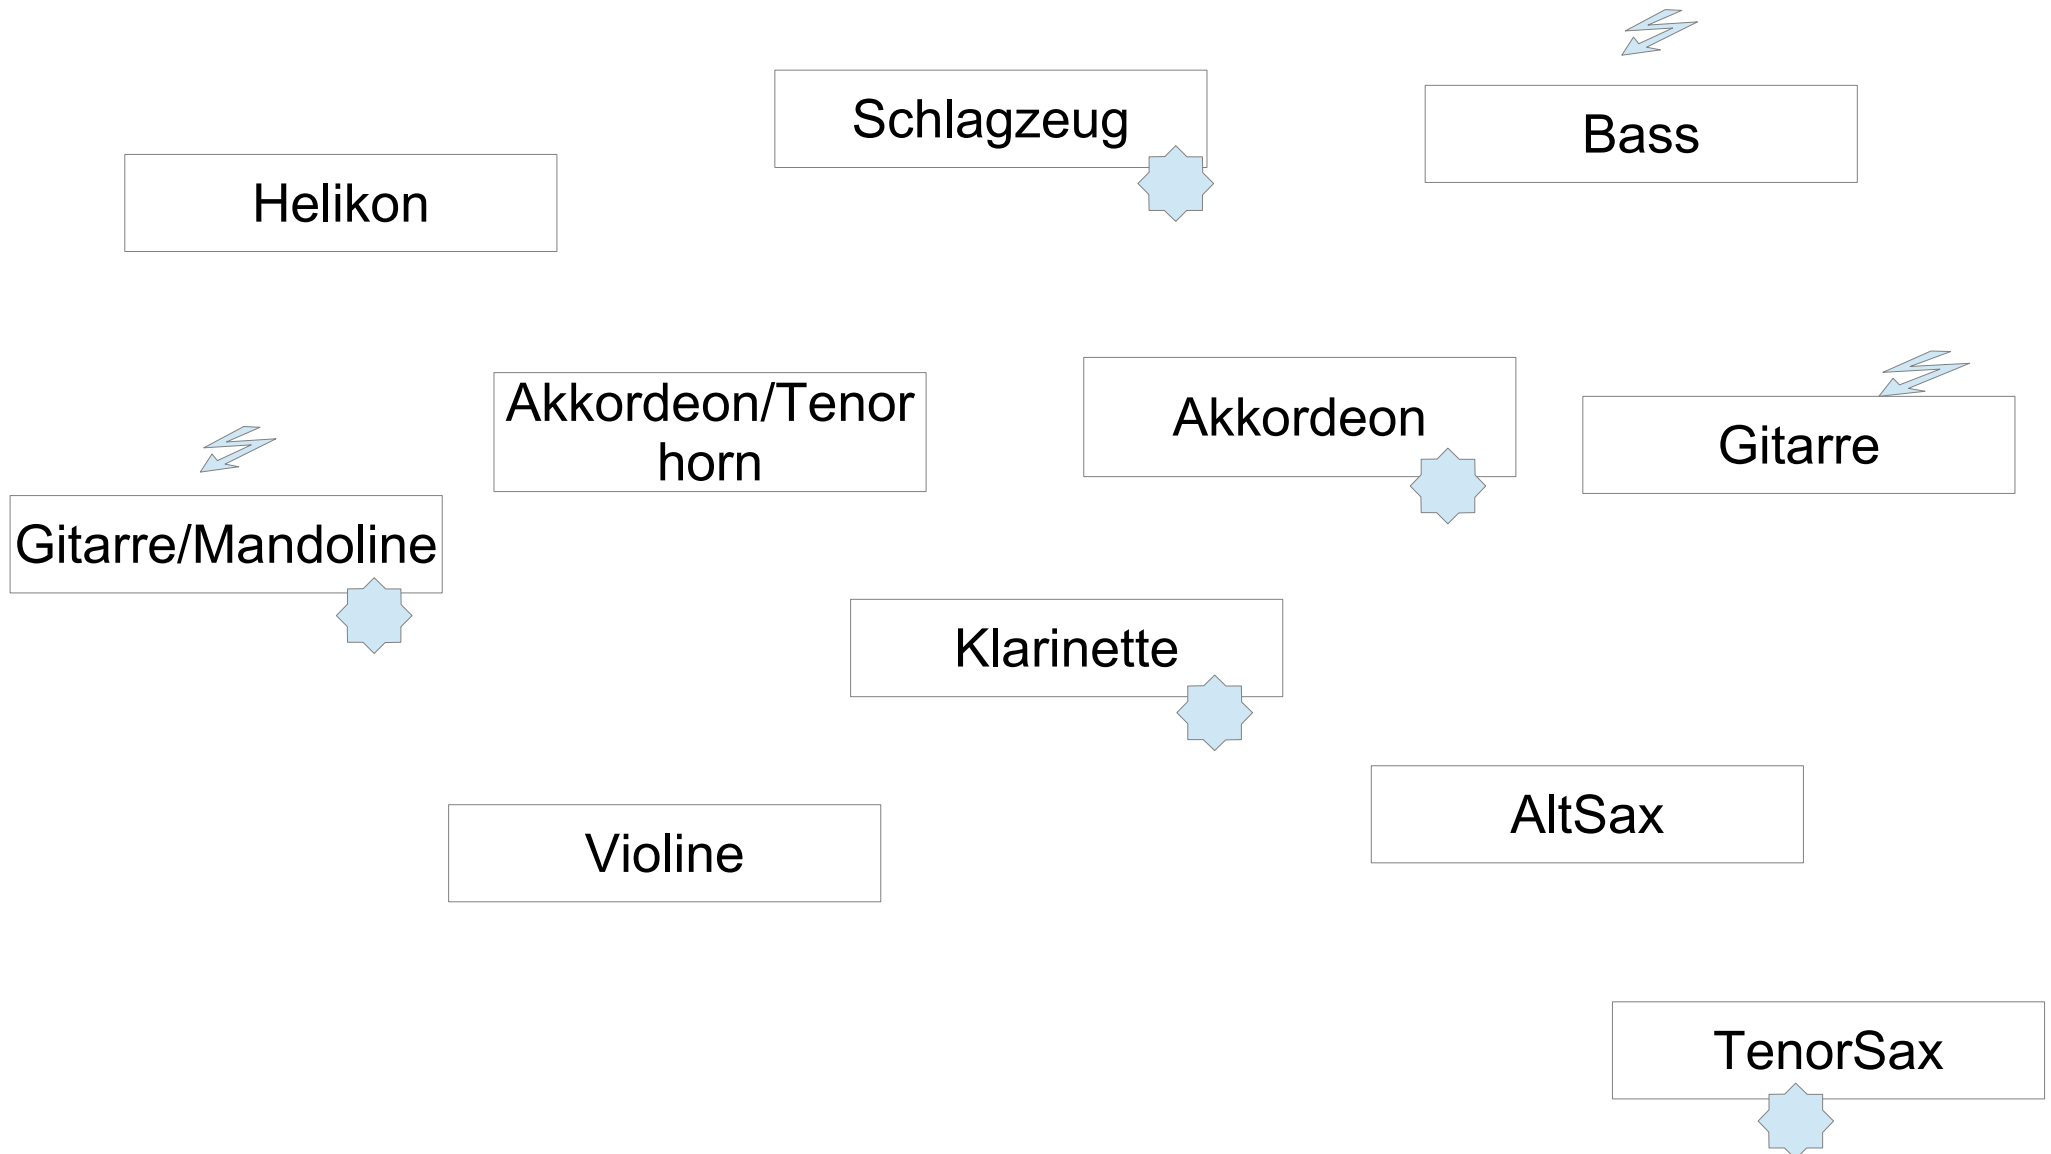 Schlagzeug
Bass
Helikon
Akkordeon/Tenor
horn
Akkordeon
Gitarre
Gitarre/Mandoline
Klarinette
AltSax
Violine
TenorSax